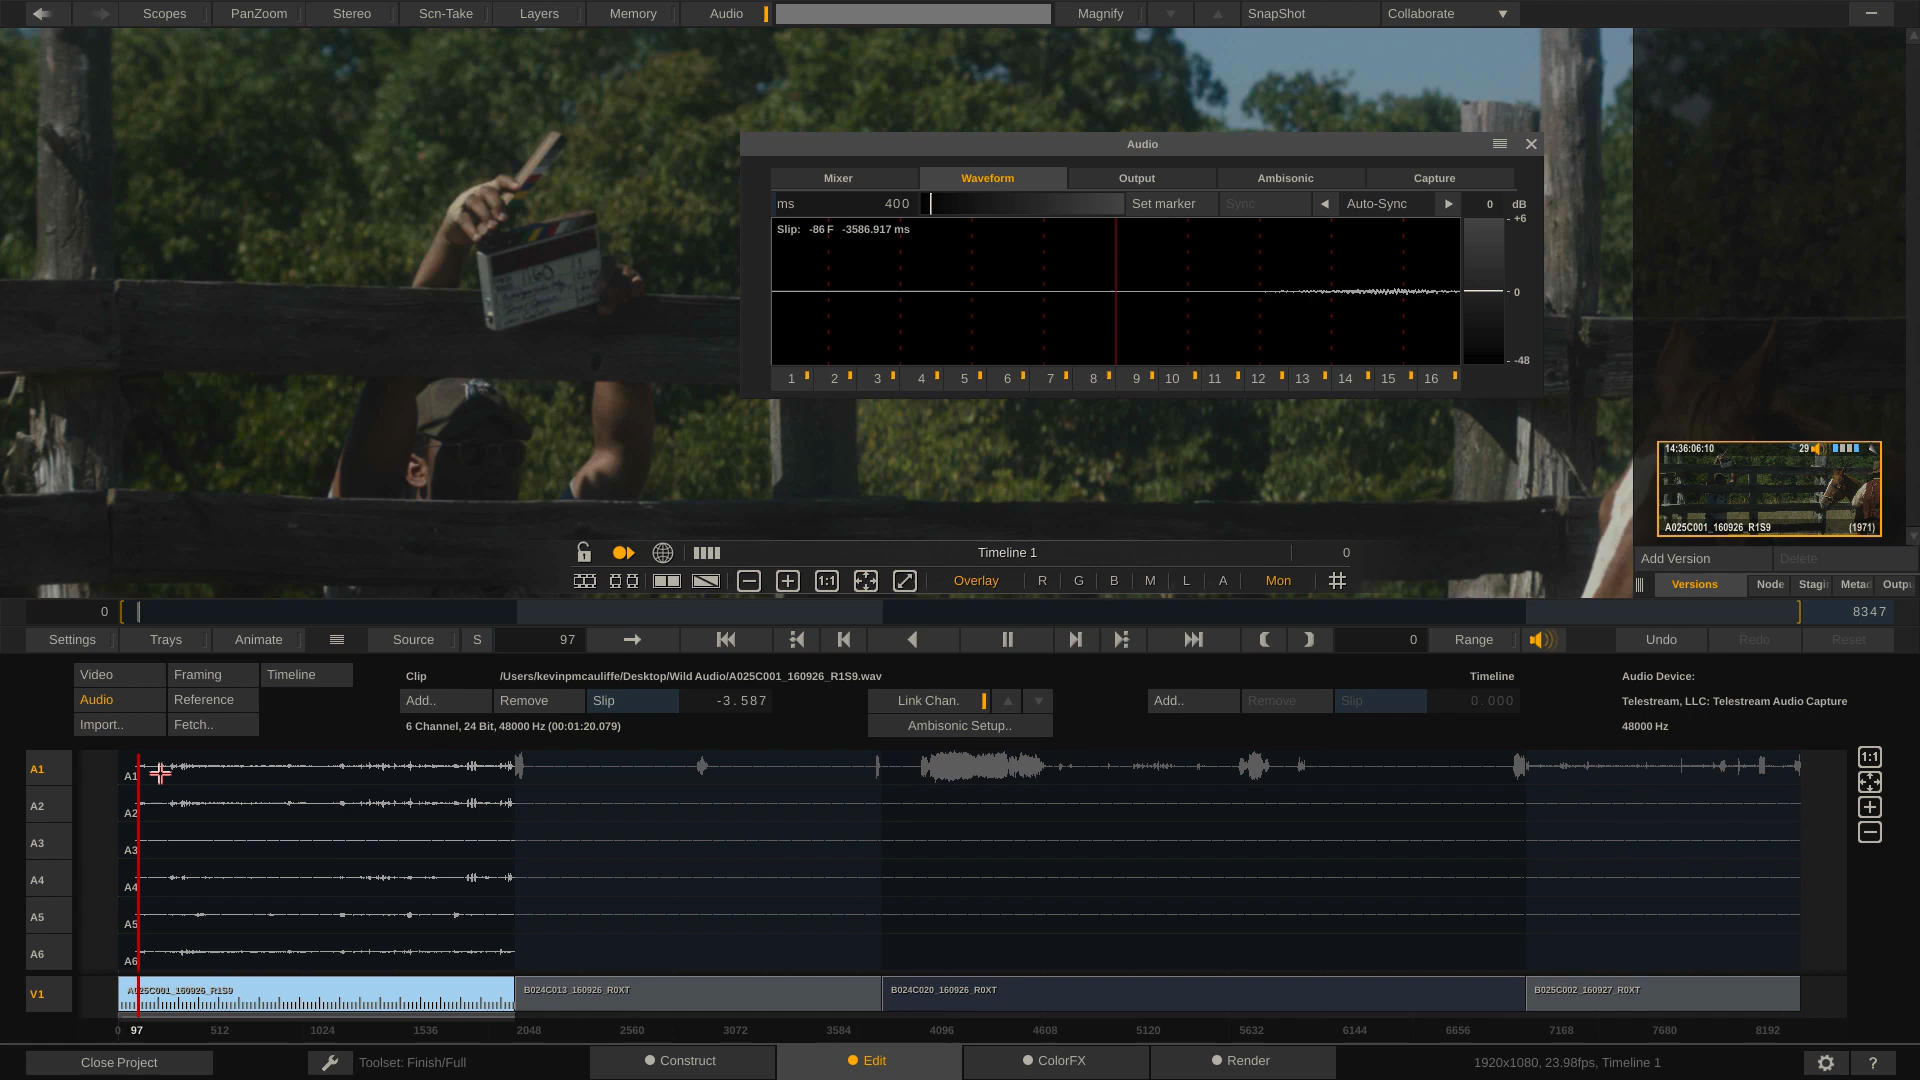 Scopes PanZoom Stereo Scn-Take Layers Memory Audio Magnify SnapShot Collaborate
Audio
Mixer Waveform Output Ambisonic Capture
ms 400 Set marker Sync Auto-Sync 0 dB
+6
Slip: -86 F -3586.917 ms
0
-48
1 2 3 4 5 6 7 8 9 10 11 12 13 14 15 16
14:36:06:10 29
A025C001_160926_R1S9 (1971)
Timeline 1 0
Add Version Delete
1:1 Overlay R G B M L A Mon
Versions Node Stagi Meta Outpu
0 8347
Settings Trays Animate Source S 97 0 Range Undo Redo Reset
Video Framing Timeline
Clip /Users/kevinpmcauliffe/Desktop/Wild Audio/A025C001_160926_R1S9.wav Timeline Audio Device:
Audio Reference
Add.. Remove Slip -3.587 Link Chan. Add.. Remove Slip 0.000 Telestream, LLC: Telestream Audio Capture
Import.. Fetch..
6 Channel, 24 Bit, 48000 Hz (00:01:20.079) Ambisonic Setup.. 48000 Hz
A1 A1 1:1
A2 A2
A3 A3
A4 A4
A5 A5
A6 A6
V1 A025C001_160926_R1S9 B024C013_160926_R0XT B024C020_160926_R0XT B025C002_160927_R0XT
0 97 512 1024 1536 2048 2560 3072 3584 4096 4608 5120 5632 6144 6656 7168 7680 8192
Close Project Toolset: Finish/Full Construct Edit ColorFX Render 1920x1080, 23.98fps, Timeline 1 ?